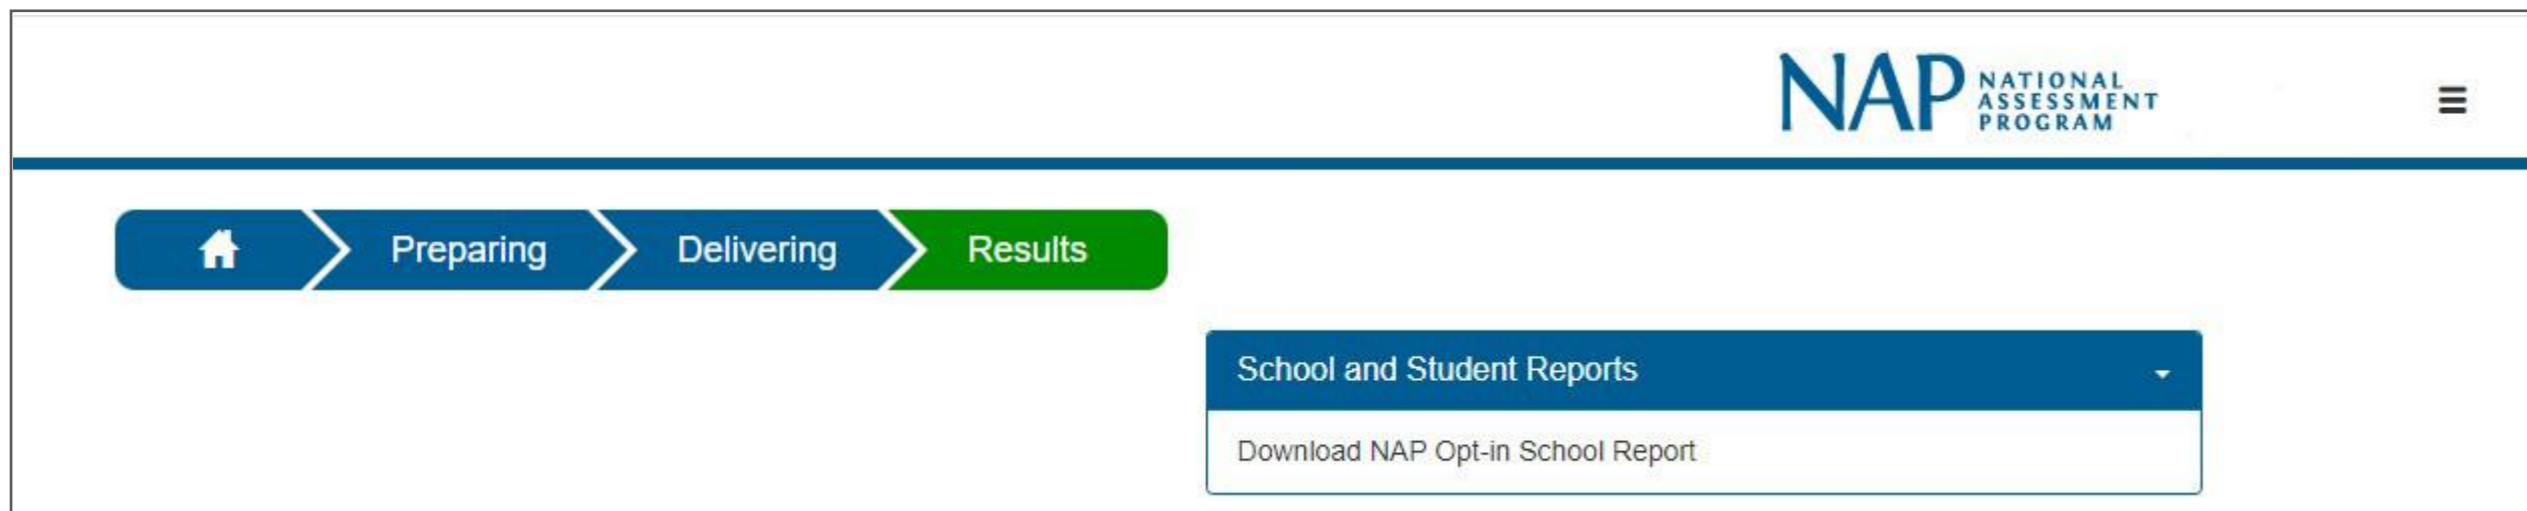 NAP NATIONAL
ASSESSMENT
PROGRAM
Preparing Delivering Results
School and Student Reports
Download NAP Opt-in School Report